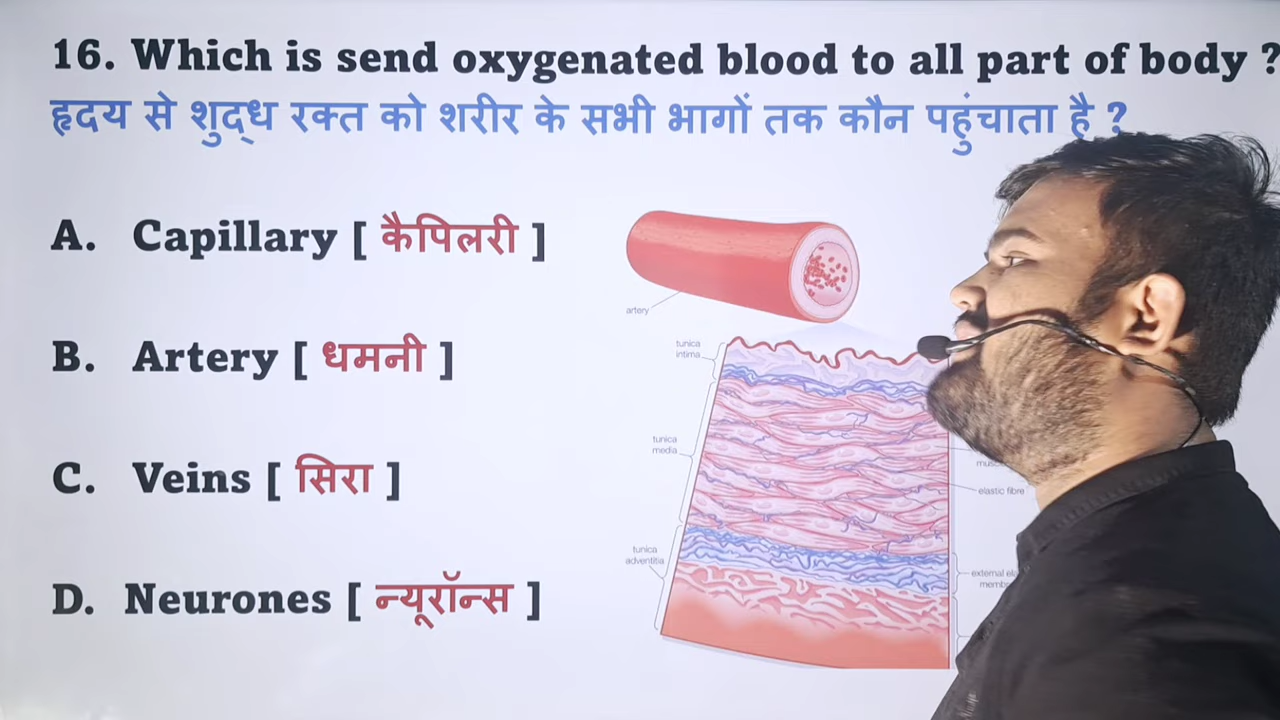 16. Which is send oxygenated blood to all part of body ?
हृदय से शुद्ध रक्त को शरीर के सभी भागों तक कौन पहुंचाता है ?
A. Capillary [ कैपिलरी ]
B. Artery [ धमनी ]
C. Veins [ सिरा ]
D. Neurones [ न्यूरॉन्स ]
artery
tunica
intima
tunica
media
elastic fibre
tunica
adventitia
external